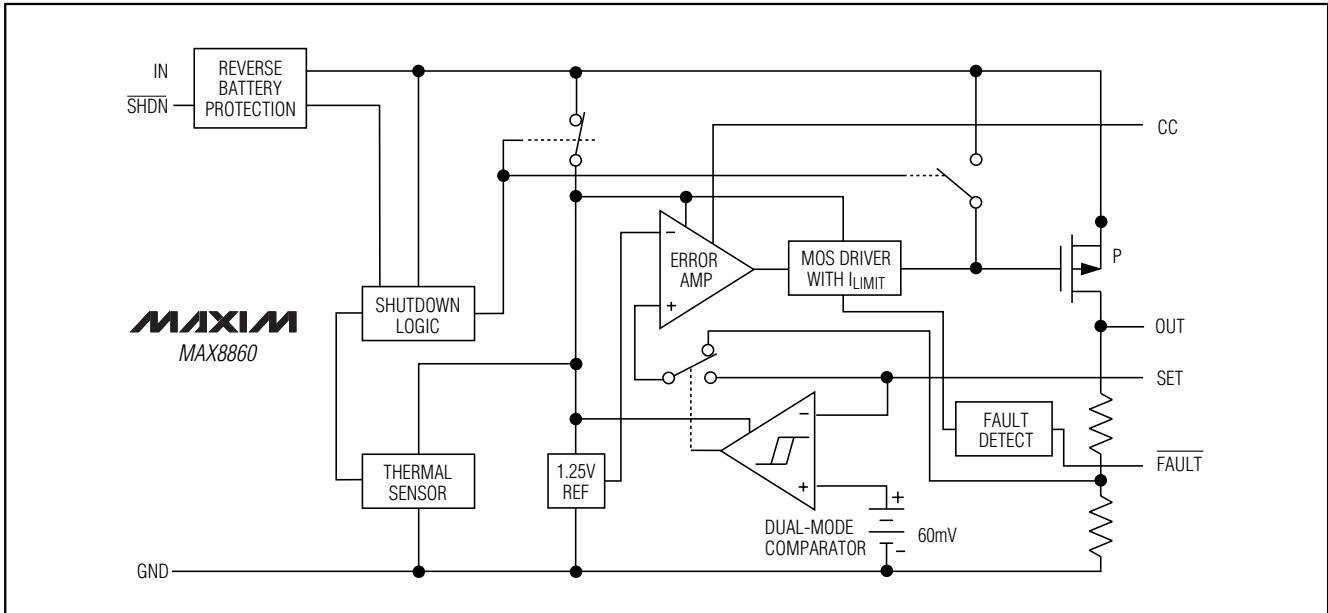 IN
REVERSE
BATTERY
PROTECTION
SHDN
CC
ERROR
AMP
−
+
MOS DRIVER
WITH ILIMIT
P
SHUTDOWN
LOGIC
MAXIM
MAX8860
OUT
SET
−
+
FAULT
DETECT
FAULT
THERMAL
SENSOR
1.25V
REF
DUAL-MODE
COMPARATOR
+
60mV
−
GND